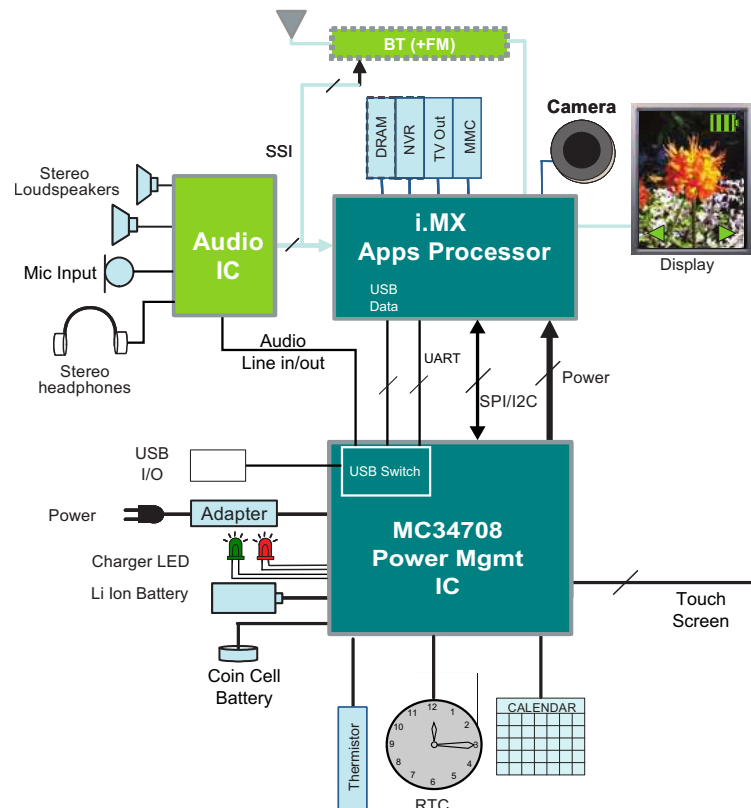 BT (+FM)
DRAM
NVR
TV Out
MMC
Camera
SSI
Stereo
Loudspeakers
Audio
IC
i.MX
Apps Processor
Mic Input
Display
USB
Data
Stereo
headphones
Audio
Line in/out
UART
SPI/I2C
Power
USB
I/O
USB Switch
Power
Adapter
MC34708
Power Mgmt
IC
Charger LED
Li Ion Battery
Touch
Screen
Coin Cell
Battery
Thermistor
12
1
2
3
4
5
6
7
8
9
10
11
CALENDAR
RTC